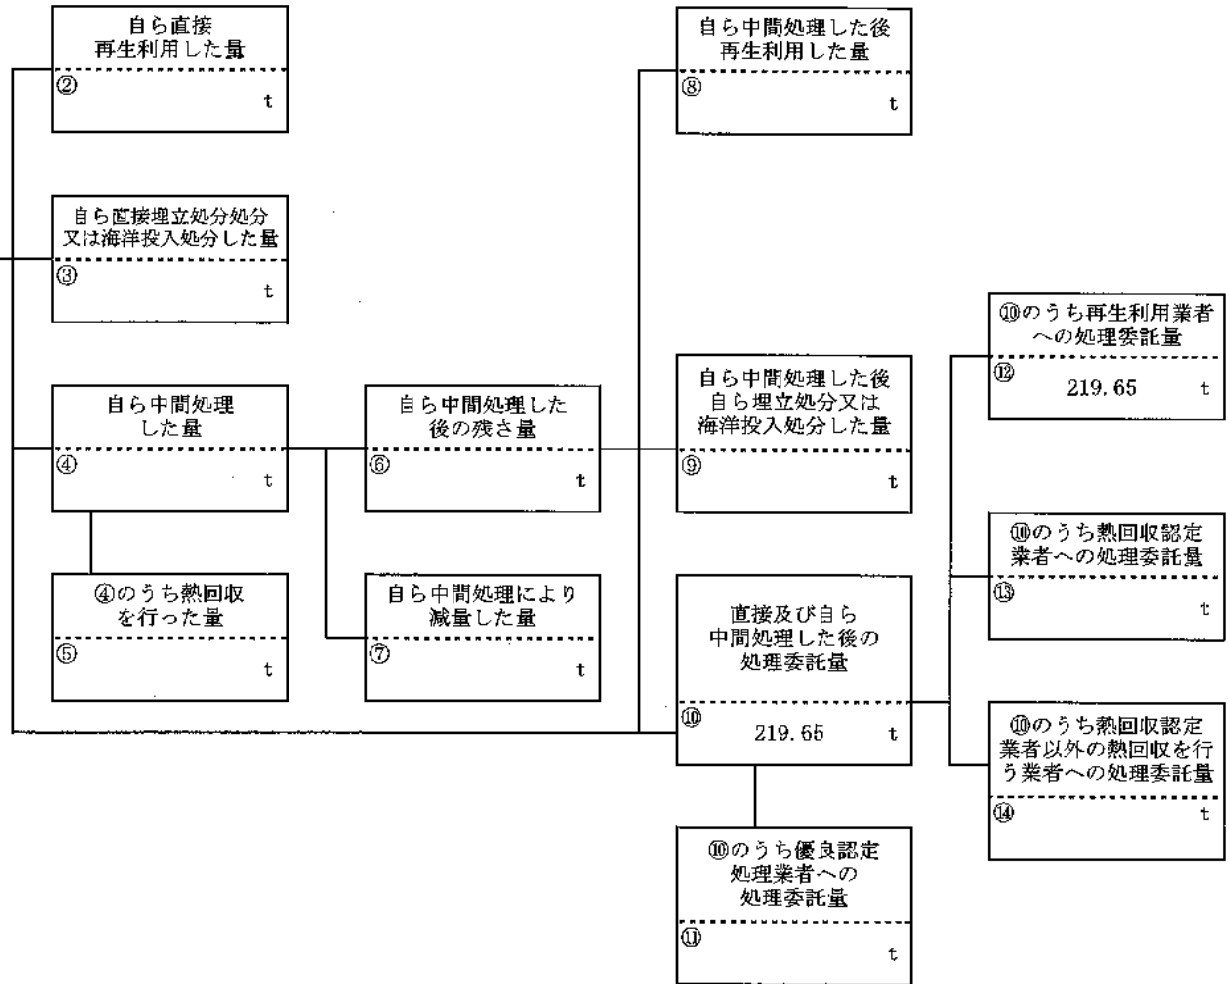 自ら直接
再生利用した量
②
t
自ら直接埋立処分処分
又は海洋投入処分した量
③
t
自ら中間処理
した量
④
t
④のうち熱回収
を行った量
⑤
t
自ら中間処理した
後の残さ量
⑥
t
自ら中間処理により
減量した量
⑦
t
自ら中間処理した後
再生利用した量
⑧
t
自ら中間処理した後
自ら埋立処分又は
海洋投入処分した量
⑨
t
直接及び自ら
中間処理した後の
処理委託量
⑩
219.65 t
⑩のうち優良認定
処理業者への
処理委託量
⑪
t
⑩のうち再生利用業者
への処理委託量
⑫
219.65 t
⑩のうち熱回収認定
業者への処理委託量
⑬
t
⑩のうち熱回収認定
業者以外の熱回収を行
う業者への処理委託量
⑭
t